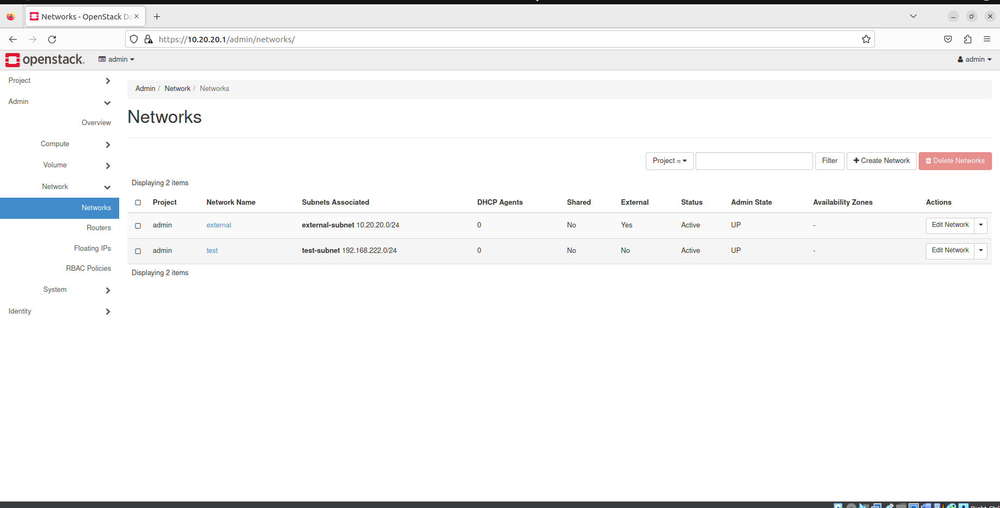 Networks - OpenStack Da
https://10.20.20.1/admin/networks/
openstack. admin admin
Project
Admin
Overview
Compute
Volume
Network
Networks
Routers
Floating IPs
RBAC Policies
System
Identity
Admin / Network / Networks
Networks
Project = Filter Create Network Delete Networks
Displaying 2 items
Project Network Name Subnets Associated DHCP Agents Shared External Status Admin State Availability Zones Actions
admin external external-subnet 10.20.20.0/24 0 No Yes Active UP - Edit Network
admin test test-subnet 192.168.222.0/24 0 No No Active UP - Edit Network
Displaying 2 items